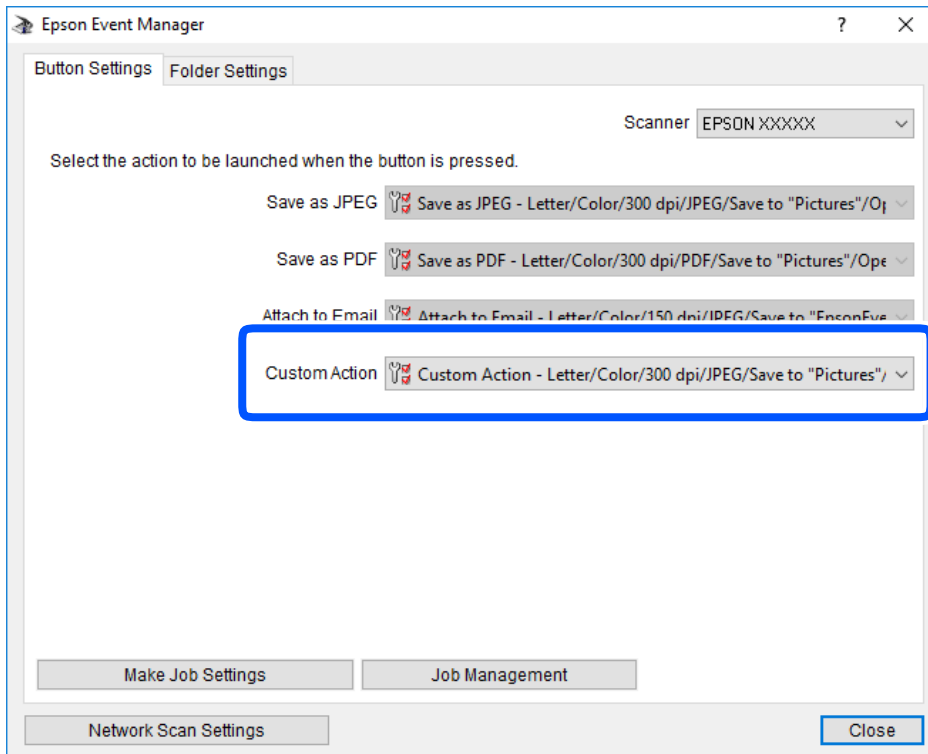 Epson Event Manager
Button Settings
Folder Settings
Scanner EPSON XXXXX
Select the action to be launched when the button is pressed.
Save as JPEG Save as JPEG - Letter/Color/300 dpi/JPEG/Save to "Pictures"/Op
Save as PDF Save as PDF - Letter/Color/300 dpi/PDF/Save to "Pictures"/Ope
Attach to Email Attach to Email - Letter/Color/150 dpi/JPEG/Save to "EpsonEve
Custom Action Custom Action - Letter/Color/300 dpi/JPEG/Save to "Pictures"/
Make Job Settings
Job Management
Network Scan Settings
Close